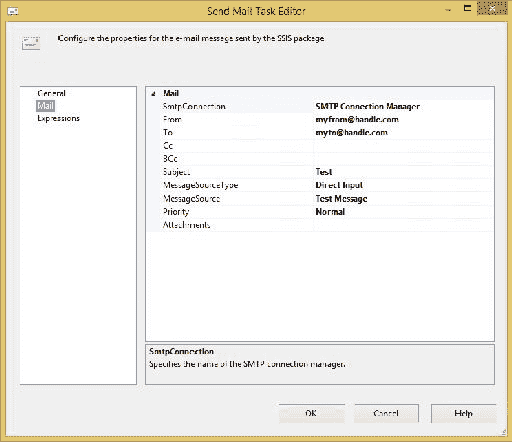 Send Mail Task Editor
Configure the properties for the e-mail message sent by the SSIS package.
General
Mail
Expressions
Mail
SmtpConnection SMTP Connection Manager
From myfrom@handle.com
To myto@handle.com
Cc
BCc
Subject Test
MessageSourceType Direct Input
MessageSource Test Message
Priority Normal
Attachments
SmtpConnection
Specifies the name of the SMTP connection manager.
OK Cancel Help